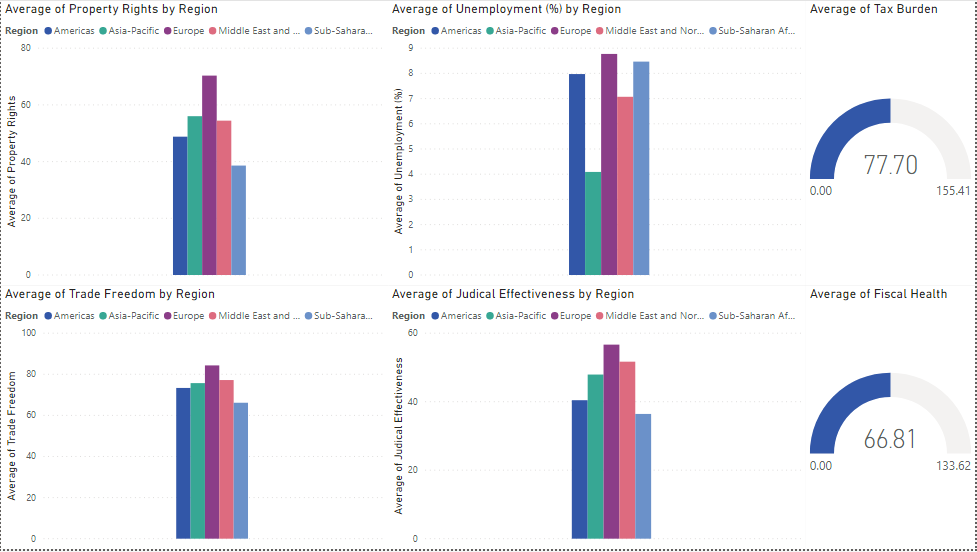 Average of Property Rights by Region
Region Americas Asia-Pacific Europe Middle East and ... Sub-Sahara...
80
60
40
20
0
Average of Property Rights
Average of Unemployment (%) by Region
Region Americas Asia-Pacific Europe Middle East and Nor... Sub-Saharan Af...
9
8
7
6
5
4
3
2
1
0
Average of Unemployment (%)
Average of Tax Burden
77.70
0.00
155.41
Average of Trade Freedom by Region
Region Americas Asia-Pacific Europe Middle East and ... Sub-Sahara...
100
80
60
40
20
0
Average of Trade Freedom
Average of Judical Effectiveness by Region
Region Americas Asia-Pacific Europe Middle East and Nor... Sub-Saharan Af...
60
40
20
0
Average of Judical Effectiveness
Average of Fiscal Health
66.81
0.00
133.62